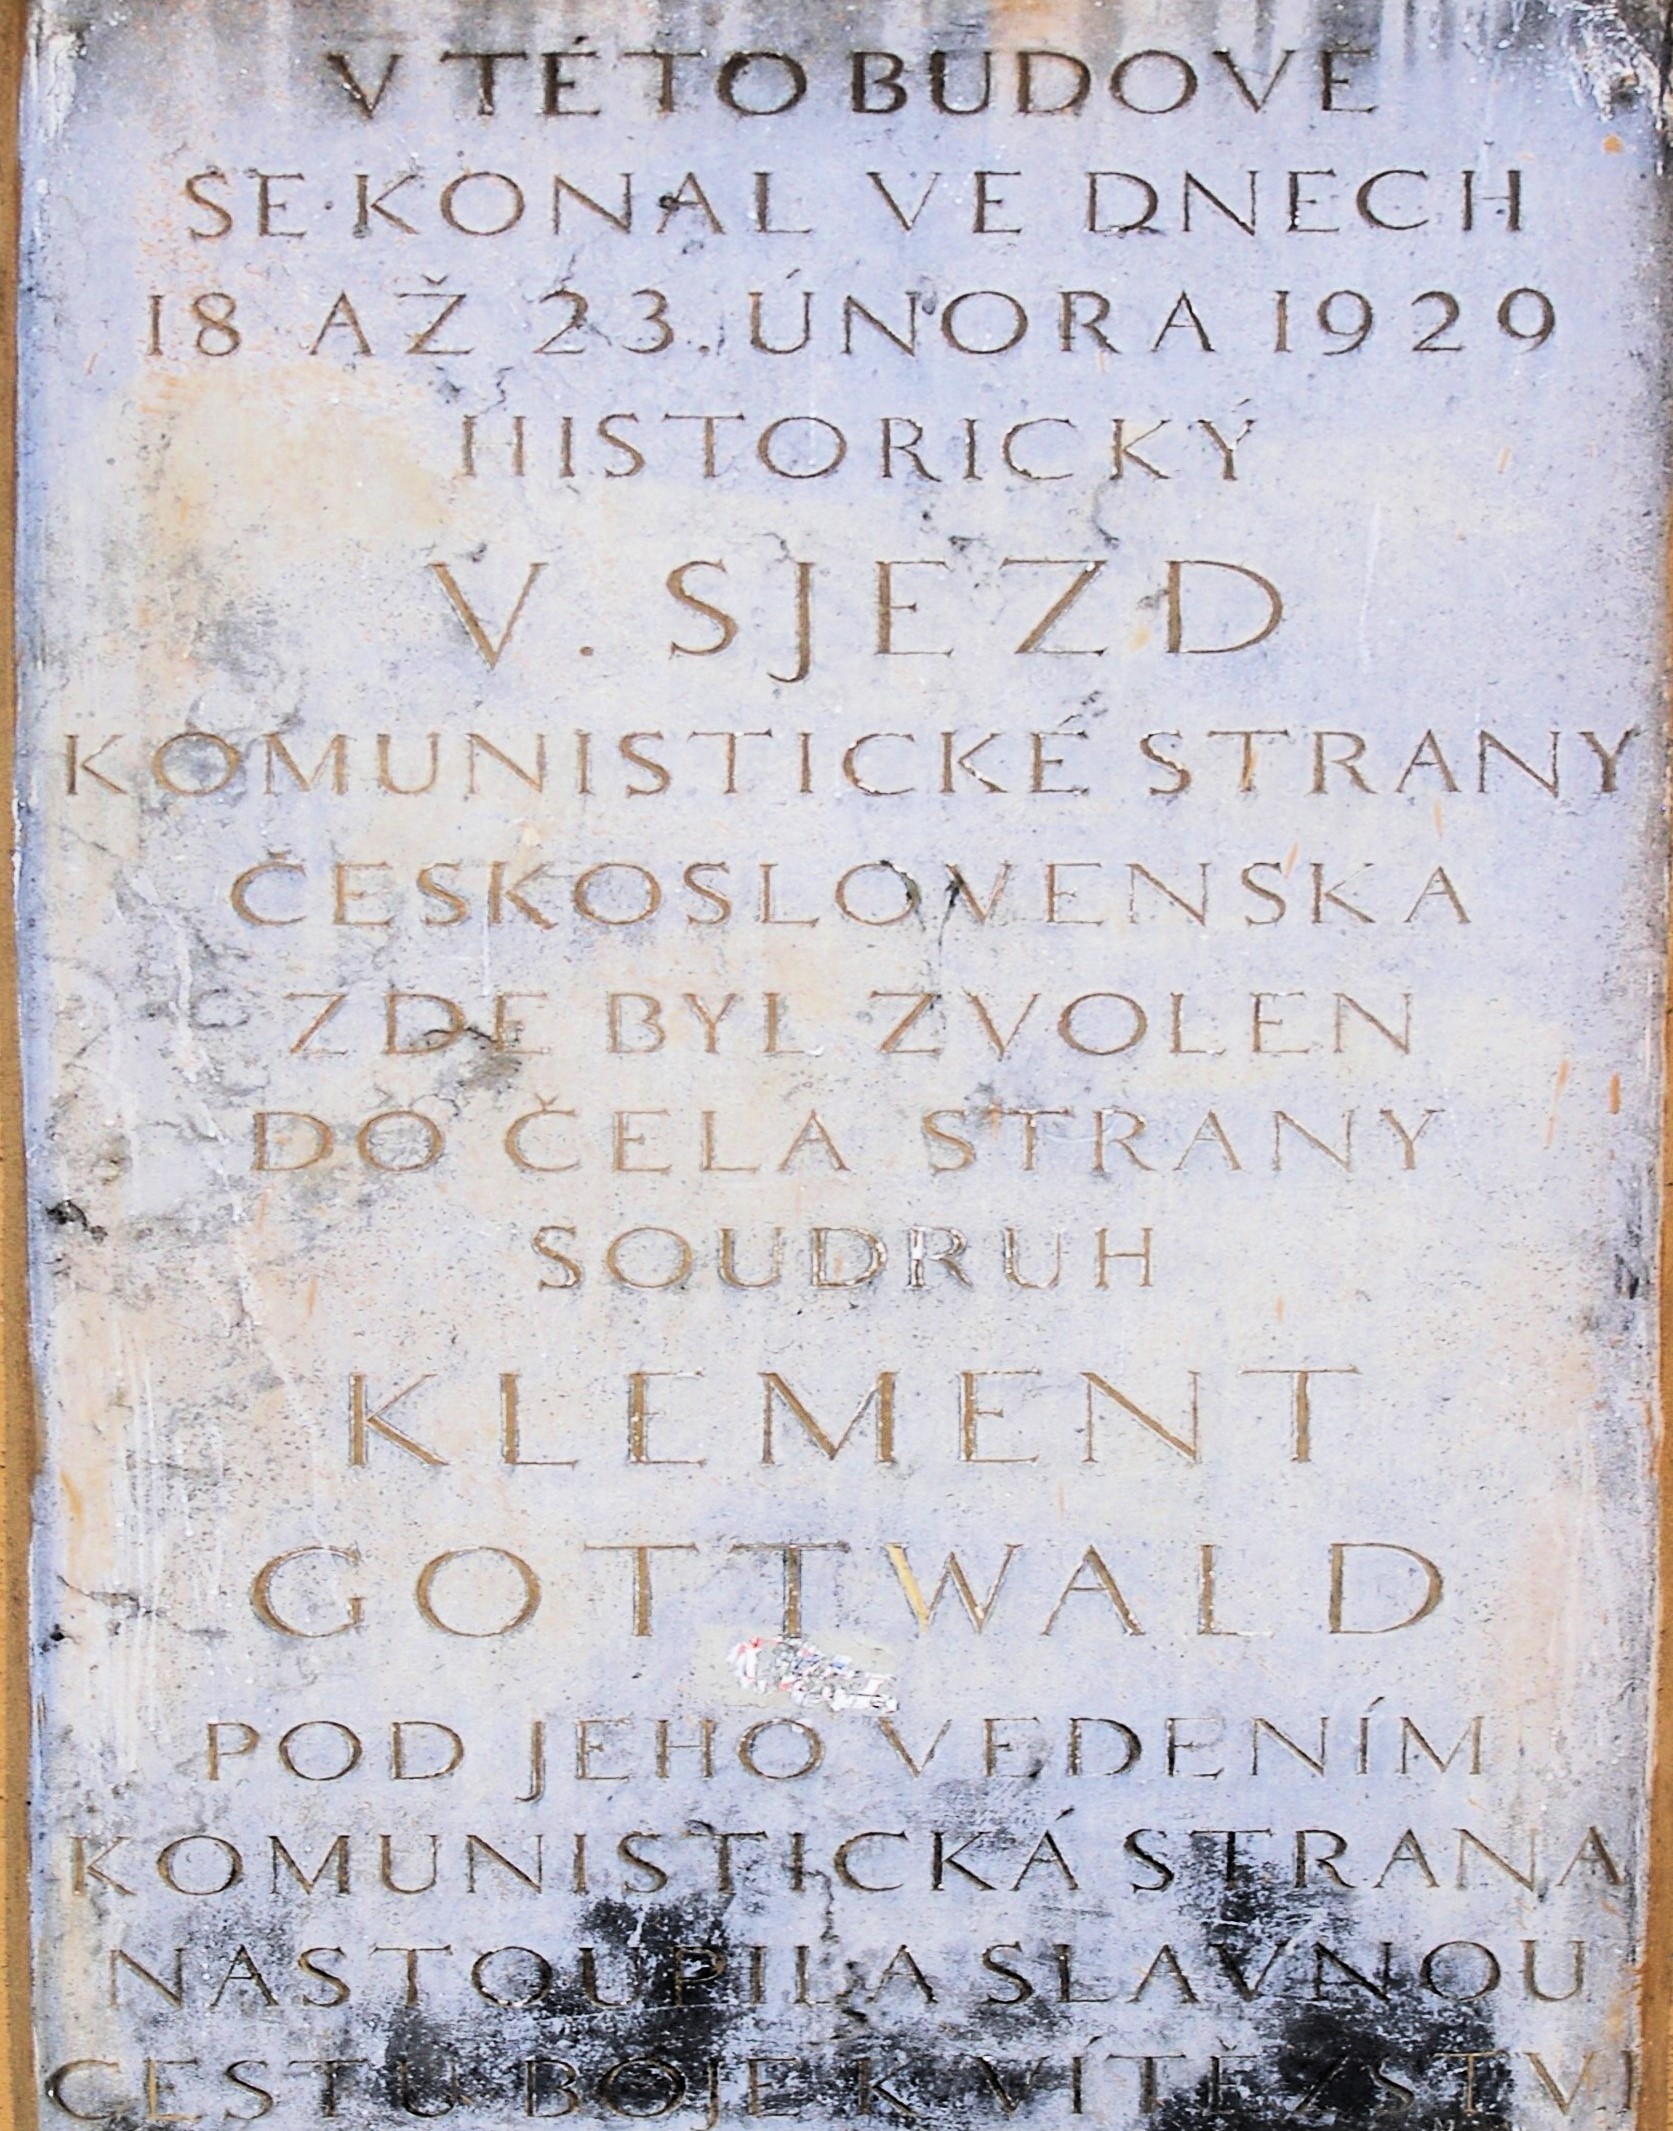 V TÉTO BUDOVĚ
SE KONAL VE DNECH
18 AŽ 23. ÚNORA 1929
HISTORICKÝ
V. SJEZD
KOMUNISTICKÉ STRANY
ČESKOSLOVENSKA
ZDE BYL ZVOLEN
DO ČELA STRANY
SOUDRUH
KLEMENT
GOTTWALD
POD JEHO VEDENÍM
KOMUNISTICKÁ STRANA
NASTOUPILA SLAVNOU
CESTU BOJE K VÍTĚZSTVÍ